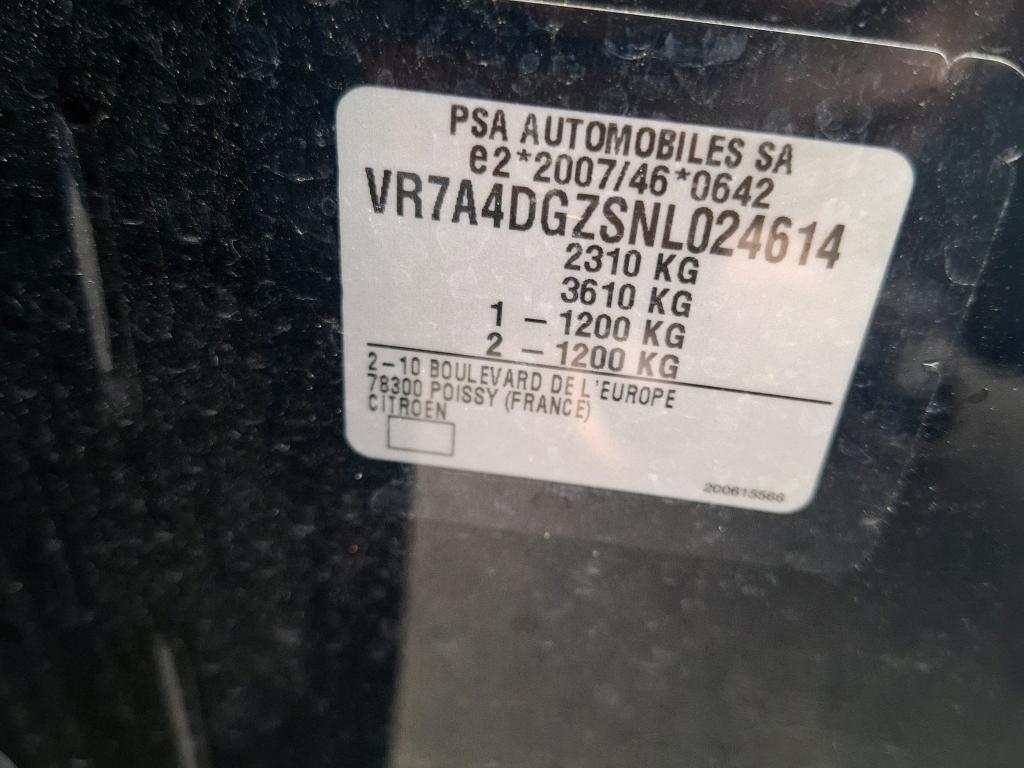 PSA AUTOMOBILES SA
e2*2007/46*0642
VR7A4DGZSNL024614
2310 KG
3610 KG
1 – 1200 KG
2 – 1200 KG
2–10 BOULEVARD DE L'EUROPE
78300 POISSY (FRANCE)
CITROEN
200615566